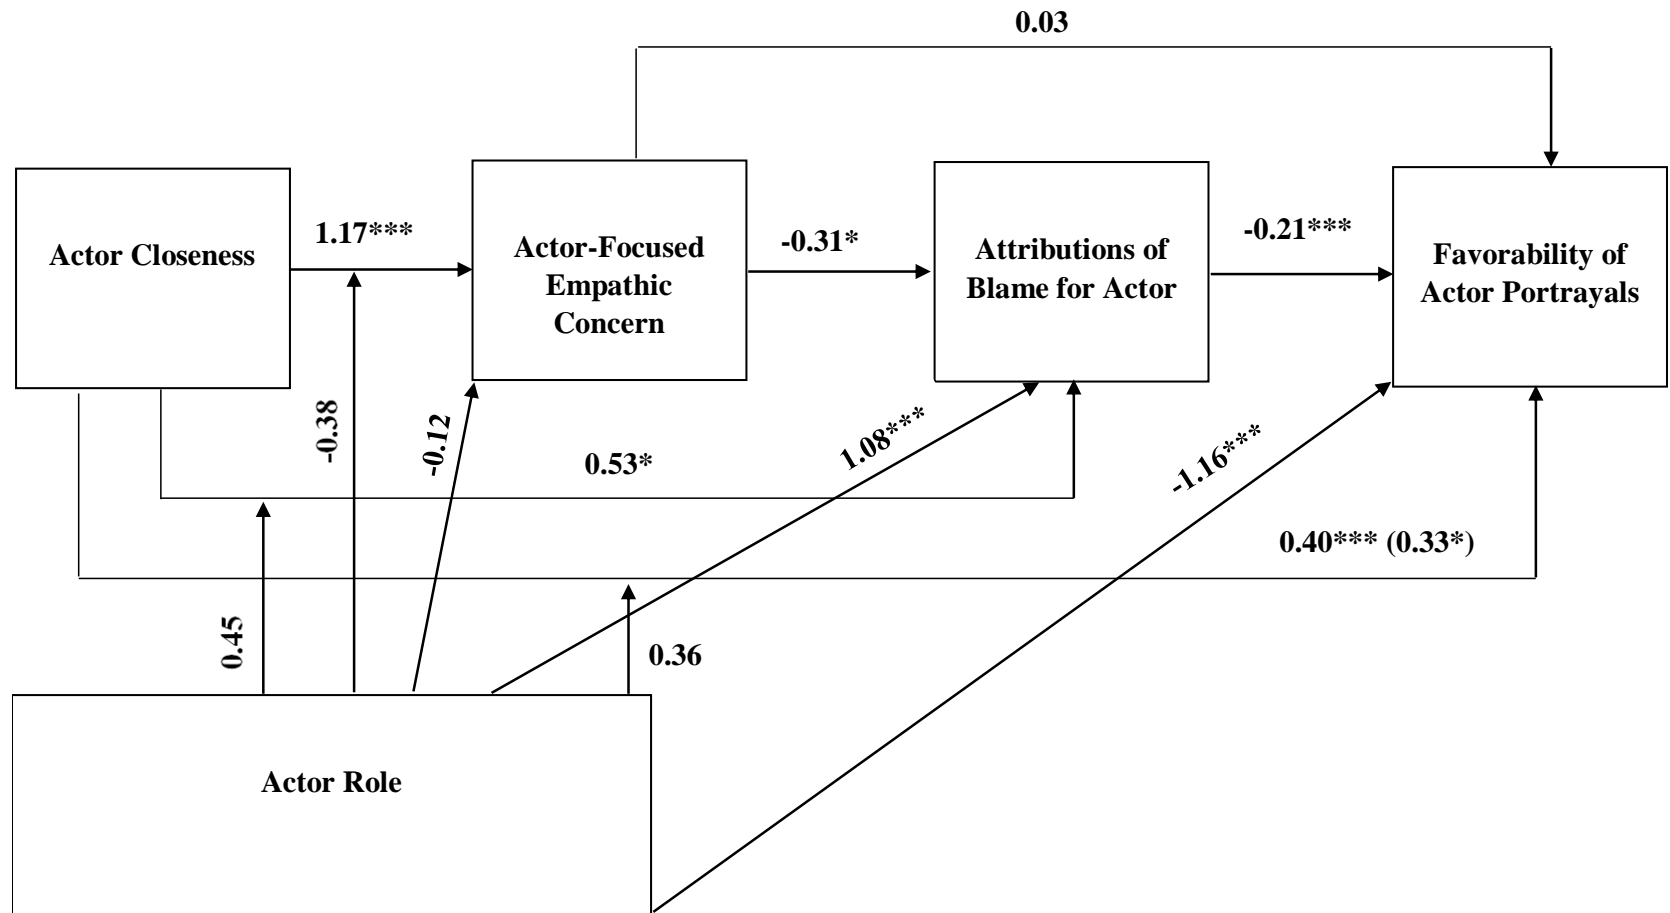 0.03
Actor Closeness
1.17***
Actor-Focused
Empathic
Concern
-0.31*
Attributions of
Blame for Actor
-0.21***
Favorability of
Actor Portrayals
-0.38
-0.12
0.53*
1.08***
-1.16***
0.40*** (0.33*)
0.45
0.36
Actor Role